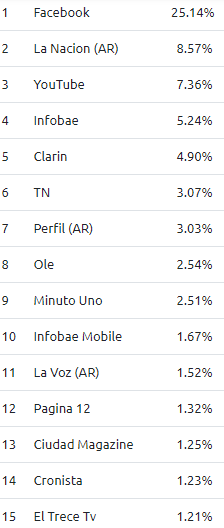 1 Facebook 25.14%
2 La Nacion (AR) 8.57%
3 YouTube 7.36%
4 Infobae 5.24%
5 Clarin 4.90%
6 TN 3.07%
7 Perfil (AR) 3.03%
8 Ole 2.54%
9 Minuto Uno 2.51%
10 Infobae Mobile 1.67%
11 La Voz (AR) 1.52%
12 Pagina 12 1.32%
13 Ciudad Magazine 1.25%
14 Cronista 1.23%
15 El Trece Tv 1.21%